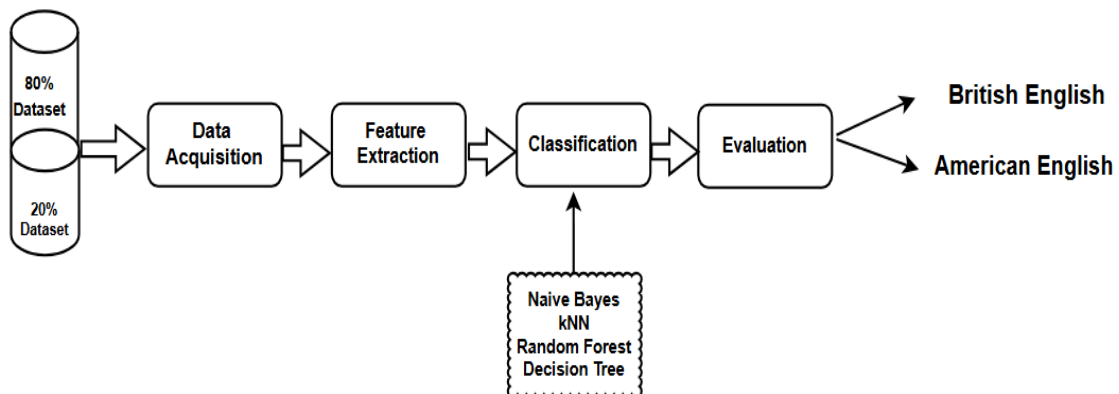 80%
Dataset
20%
Dataset
Data
Acquisition
Feature
Extraction
Classification
Evaluation
British English
American English
Naive Bayes
kNN
Random Forest
Decision Tree